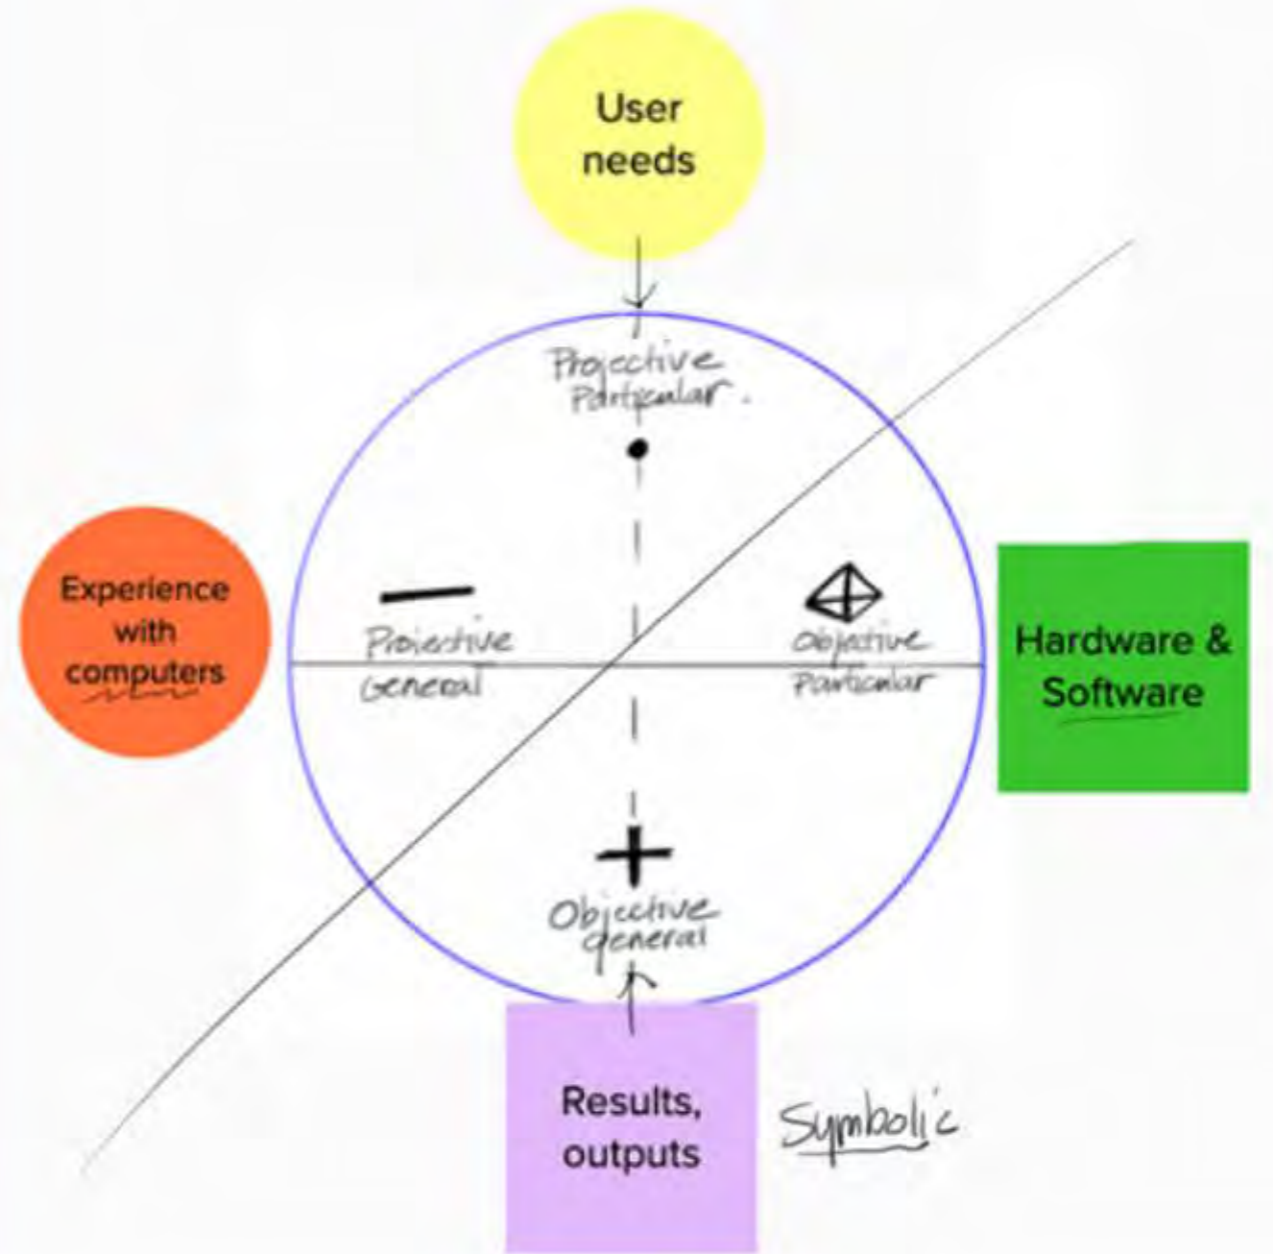 User
needs
Projective
Particular.
Experience
with
computers
Projective
General
Objective
Particular
Hardware &
Software
Objective
general
Results,
outputs
Symbolic